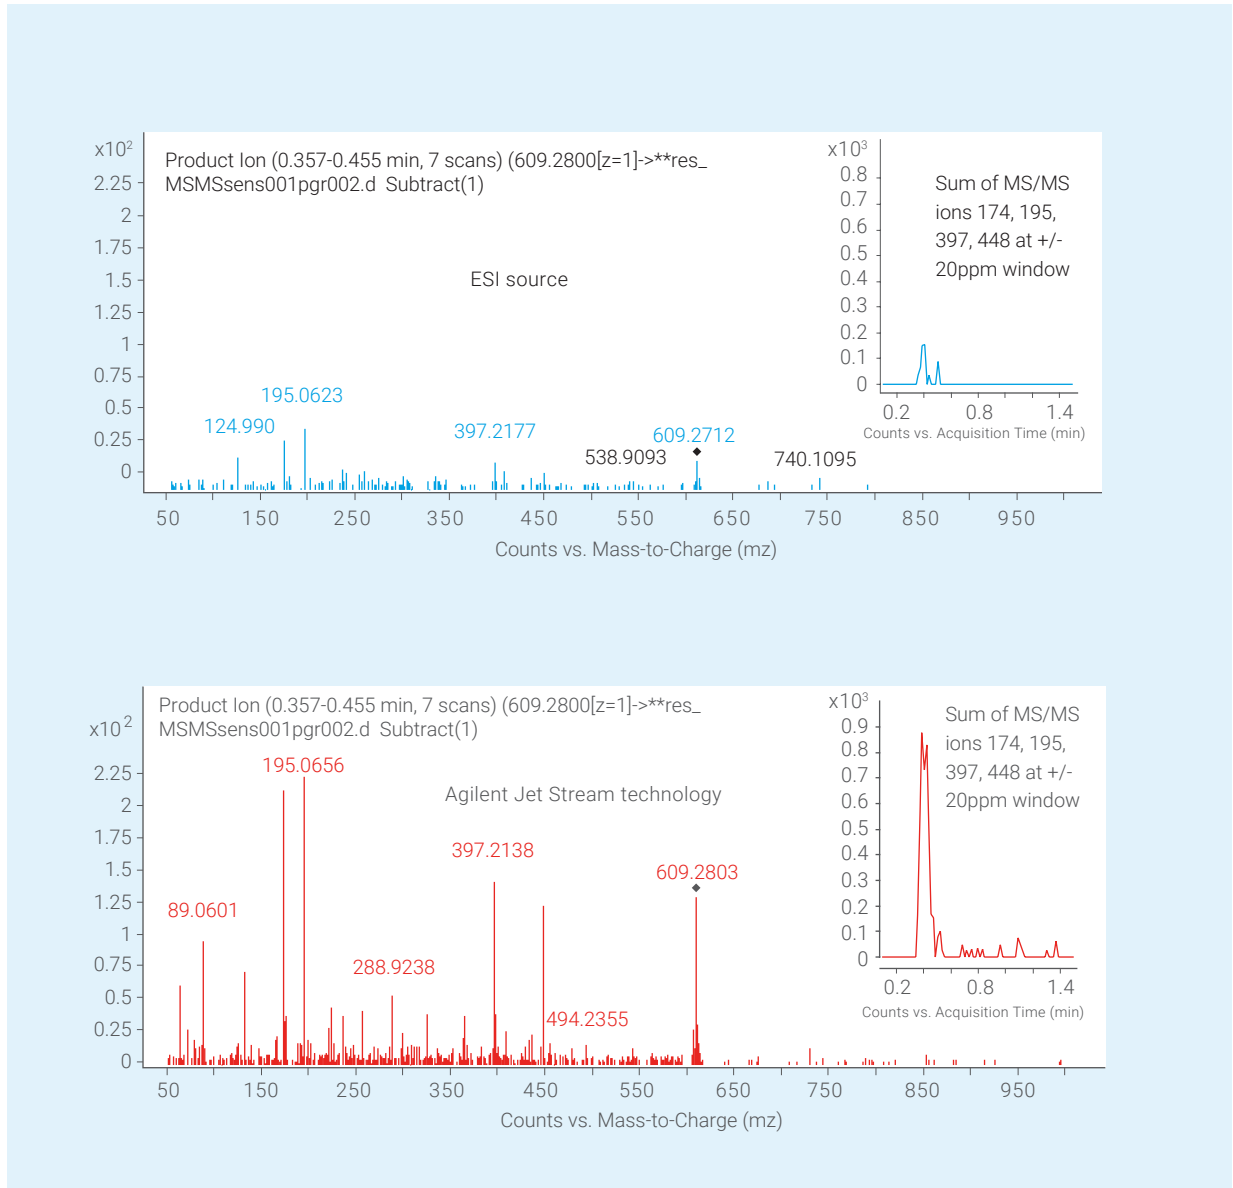 x10²
Product Ion (0.357-0.455 min, 7 scans) (609.2800[z=1]->**res_
MSMSsens001pgr002.d Subtract(1)
2.25
2
1.75
1.5
1.25
1
0.75
0.5
0.25
0
ESI source
124.990
195.0623
397.2177
538.9093
609.2712
740.1095
50 150 250 350 450 550 650 750 850 950
Counts vs. Mass-to-Charge (mz)
x10³
0.8
0.7
0.6
0.5
0.4
0.3
0.2
0.1
0
Sum of MS/MS
ions 174, 195,
397, 448 at +/-
20ppm window
0.2 0.8 1.4
Counts vs. Acquisition Time (min)
x10²
Product Ion (0.357-0.455 min, 7 scans) (609.2800[z=1]->**res_
MSMSsens001pgr002.d Subtract(1)
2.25
2
1.75
1.5
1.25
1
0.75
0.5
0.25
0
Agilent Jet Stream technology
89.0601
195.0656
288.9238
397.2138
494.2355
609.2803
50 150 250 350 450 550 650 750 850 950
Counts vs. Mass-to-Charge (mz)
x10³
0.9
0.8
0.7
0.6
0.5
0.4
0.3
0.2
0.1
0
Sum of MS/MS
ions 174, 195,
397, 448 at +/-
20ppm window
0.2 0.8 1.4
Counts vs. Acquisition Time (min)